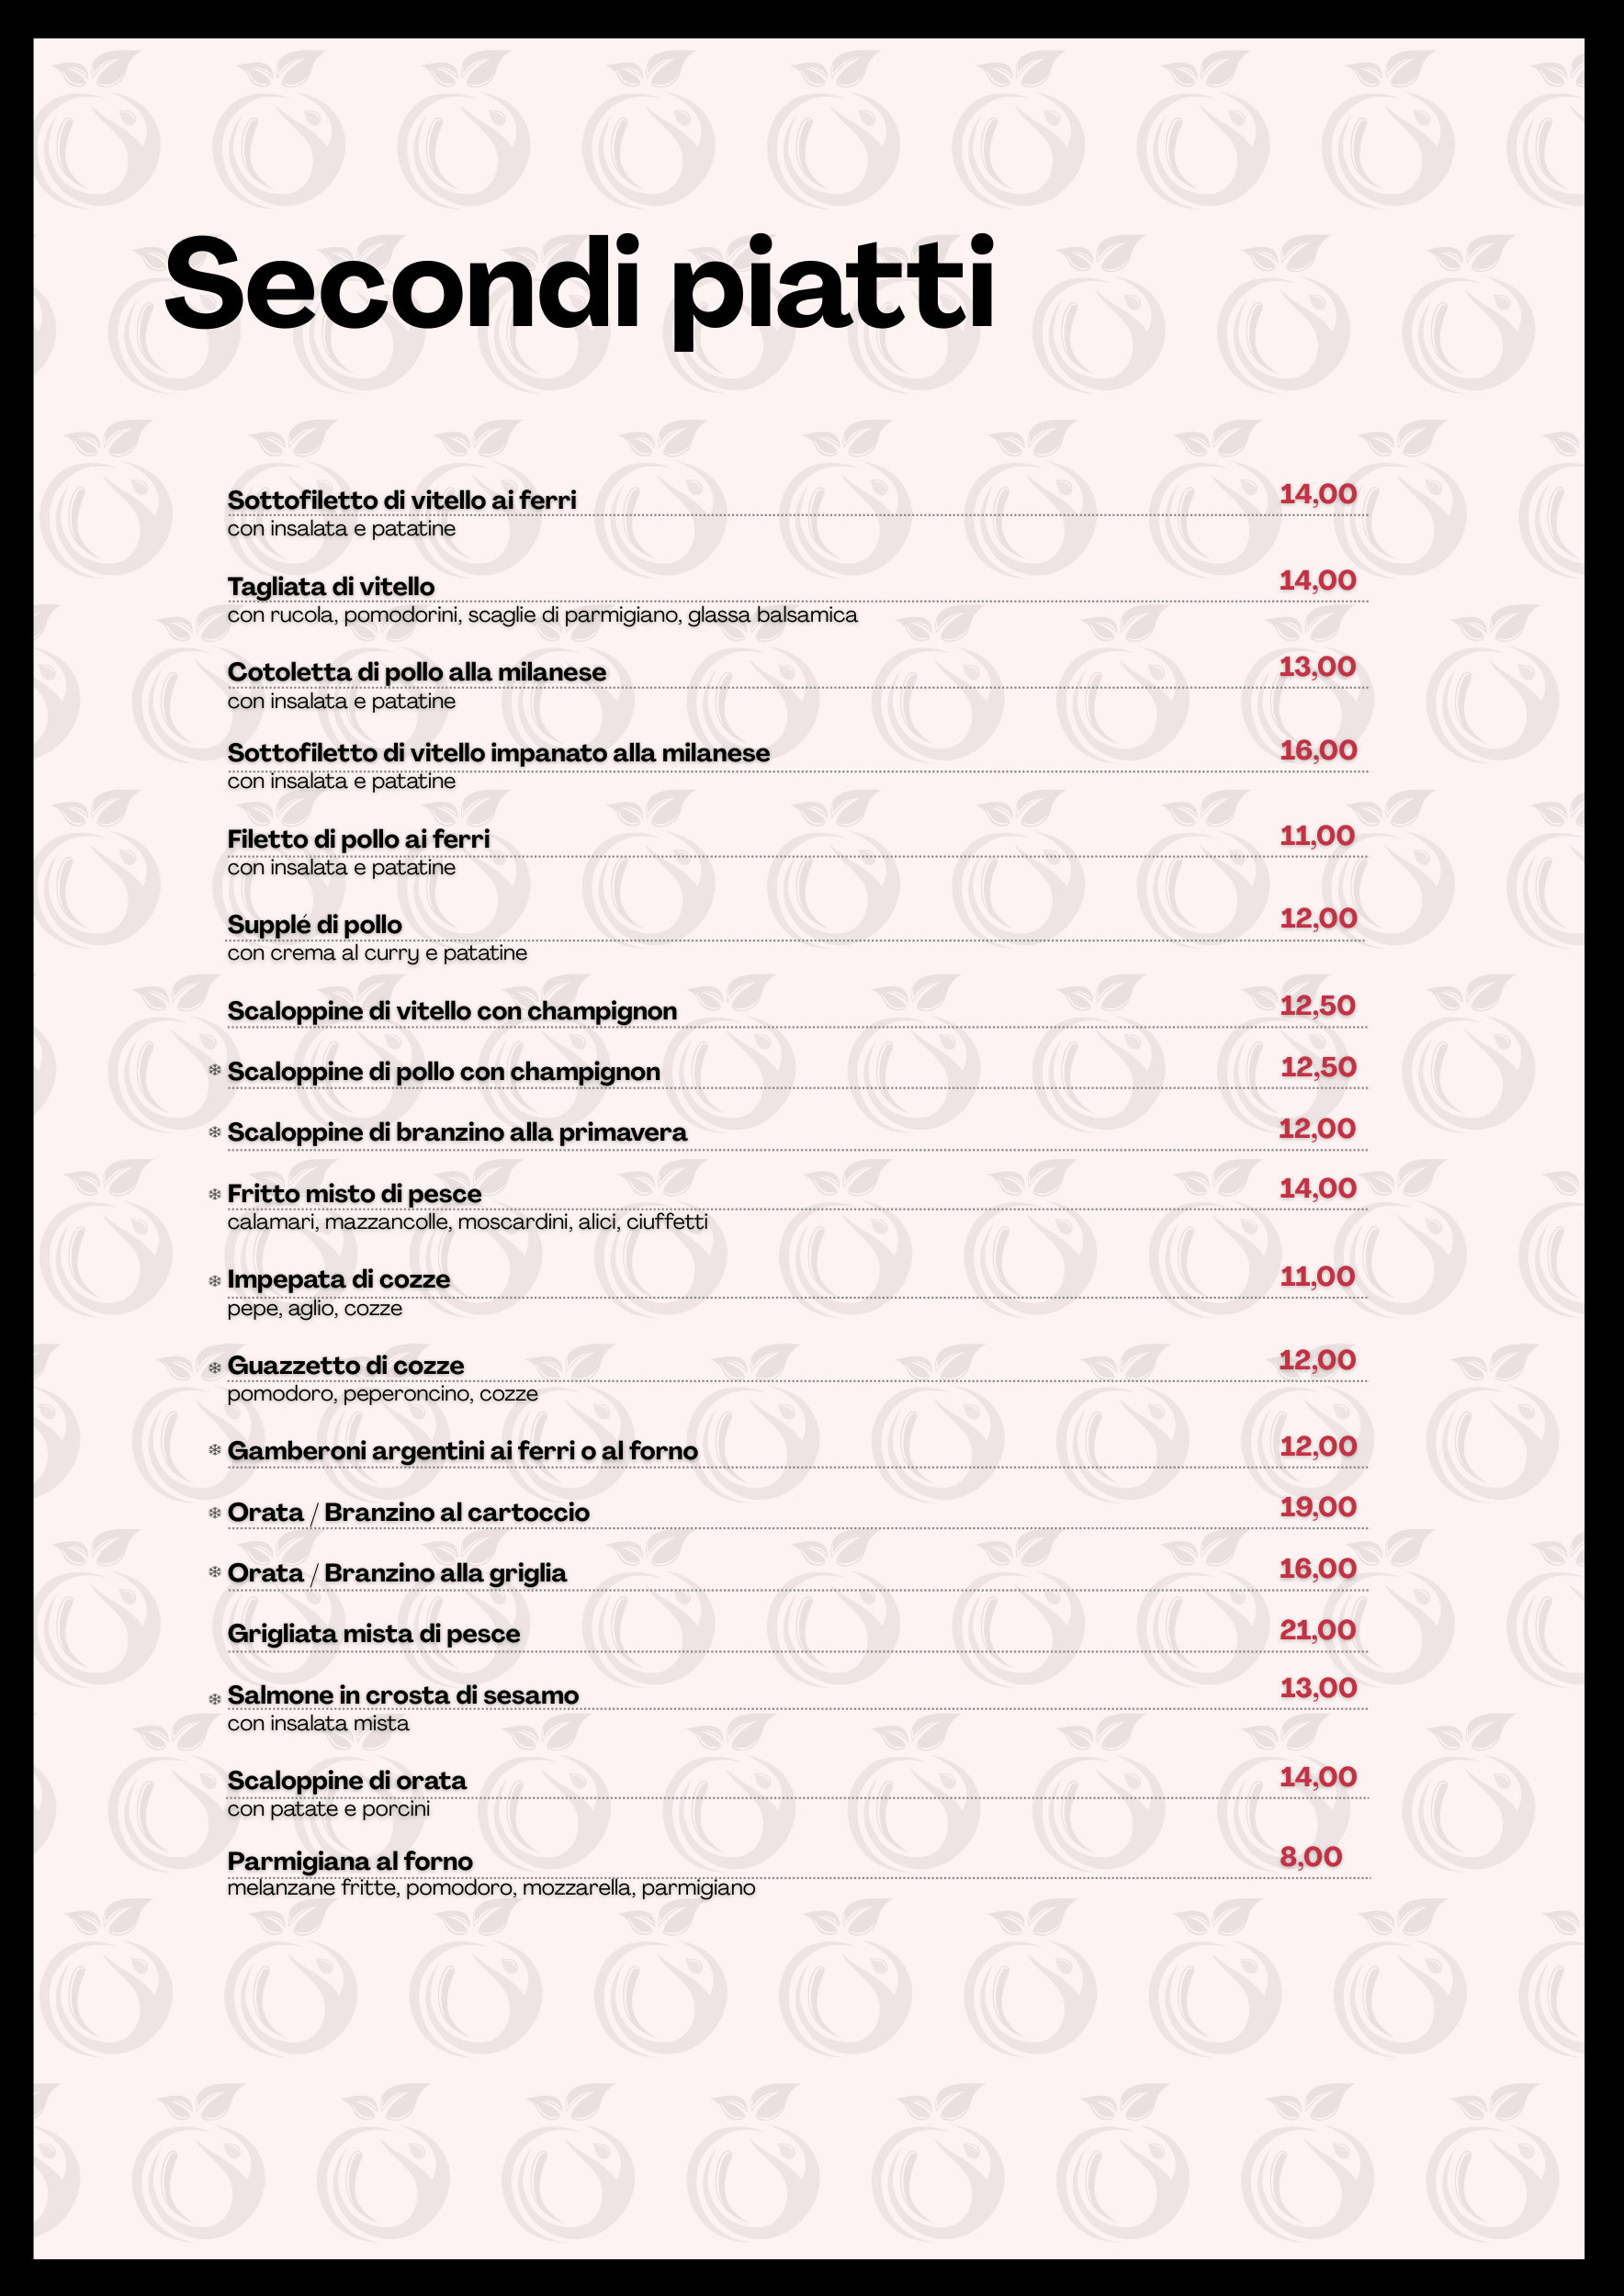 Secondi piatti
Sottofiletto di vitello ai ferri 14,00
con insalata e patatine
Tagliata di vitello 14,00
con rucola, pomodorini, scaglie di parmigiano, glassa balsamica
Cotoletta di pollo alla milanese 13,00
con insalata e patatine
Sottofiletto di vitello impanato alla milanese 16,00
con insalata e patatine
Filetto di pollo ai ferri 11,00
con insalata e patatine
Supplé di pollo 12,00
con crema al curry e patatine
Scaloppine di vitello con champignon 12,50
❄ Scaloppine di pollo con champignon 12,50
❄ Scaloppine di branzino alla primavera 12,00
❄ Fritto misto di pesce 14,00
calamari, mazzancolle, moscardini, alici, ciuffetti
❄ Impepata di cozze 11,00
pepe, aglio, cozze
❄ Guazzetto di cozze 12,00
pomodoro, peperoncino, cozze
❄ Gamberoni argentini ai ferri o al forno 12,00
❄ Orata / Branzino al cartoccio 19,00
❄ Orata / Branzino alla griglia 16,00
Grigliata mista di pesce 21,00
❄ Salmone in crosta di sesamo 13,00
con insalata mista
Scaloppine di orata 14,00
con patate e porcini
Parmigiana al forno 8,00
melanzane fritte, pomodoro, mozzarella, parmigiano